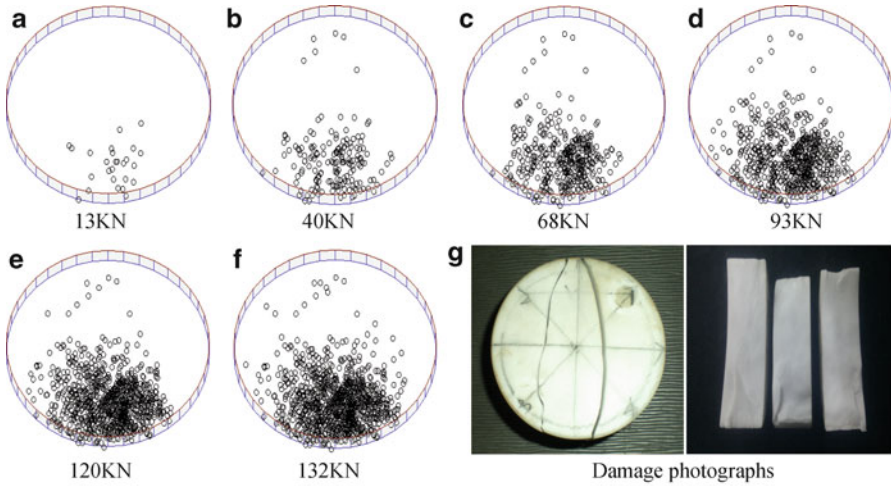 a
b
c
d
13KN
40KN
68KN
93KN
e
f
g
120KN
132KN
Damage photographs